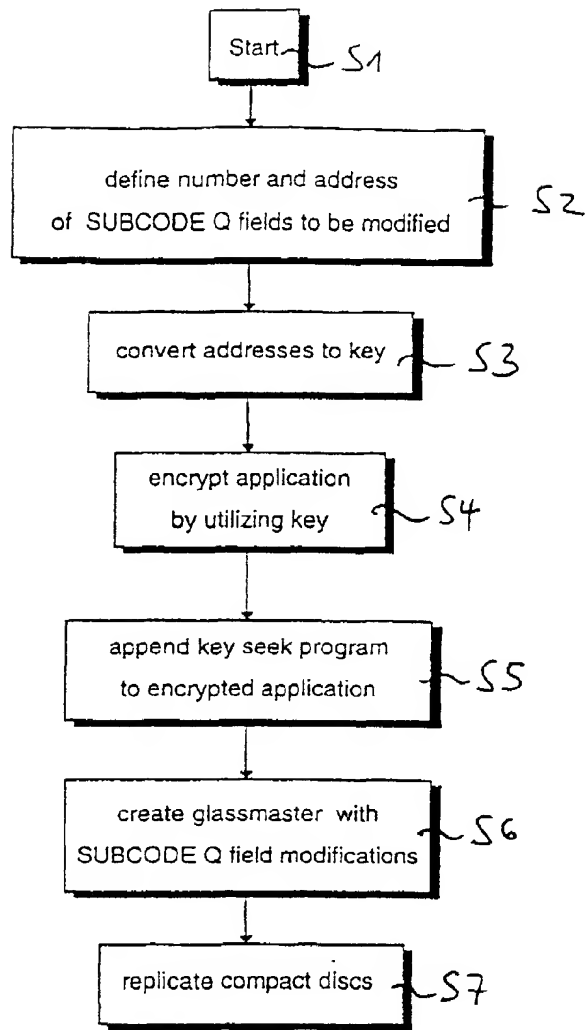 Start
S1
define number and address
of SUBCODE Q fields to be modified
S2
convert addresses to key
S3
encrypt application
by utilizing key
S4
append key seek program
to encrypted application
S5
create glassmaster with
SUBCODE Q field modifications
S6
replicate compact discs
S7